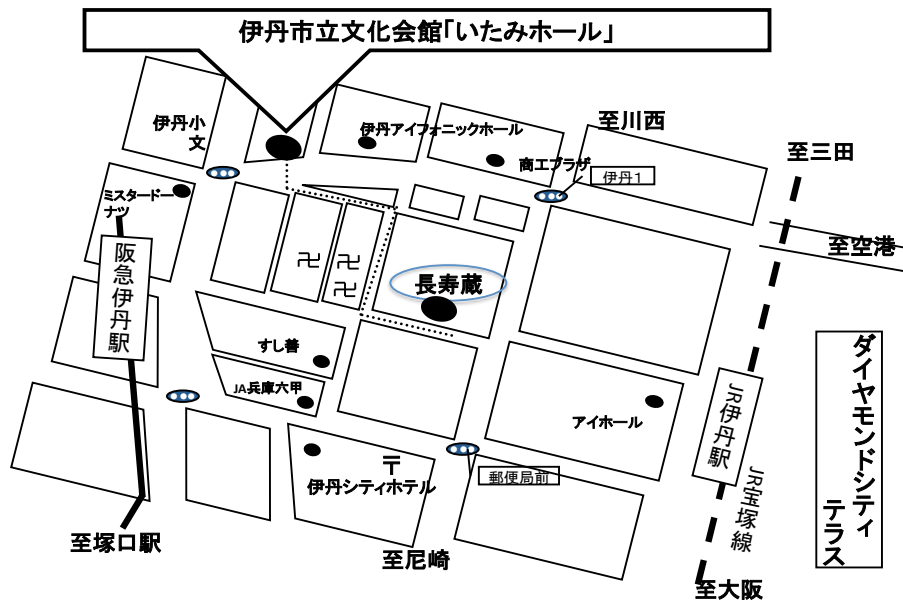 伊丹市立文化会館「いたみホール」
伊丹小
文
伊丹アイフォニックホール
商工プラザ
至川西
伊丹1
至三田
至空港
ミスタードー
ナツ
阪急伊丹駅
卍
卍
卍
長寿蔵
すし善
JA兵庫六甲
アイホール
JR伊丹駅
JR宝塚線
ダイヤモンドシティ
テラス
〒
伊丹シティホテル
郵便局前
至塚口駅
至尼崎
至大阪